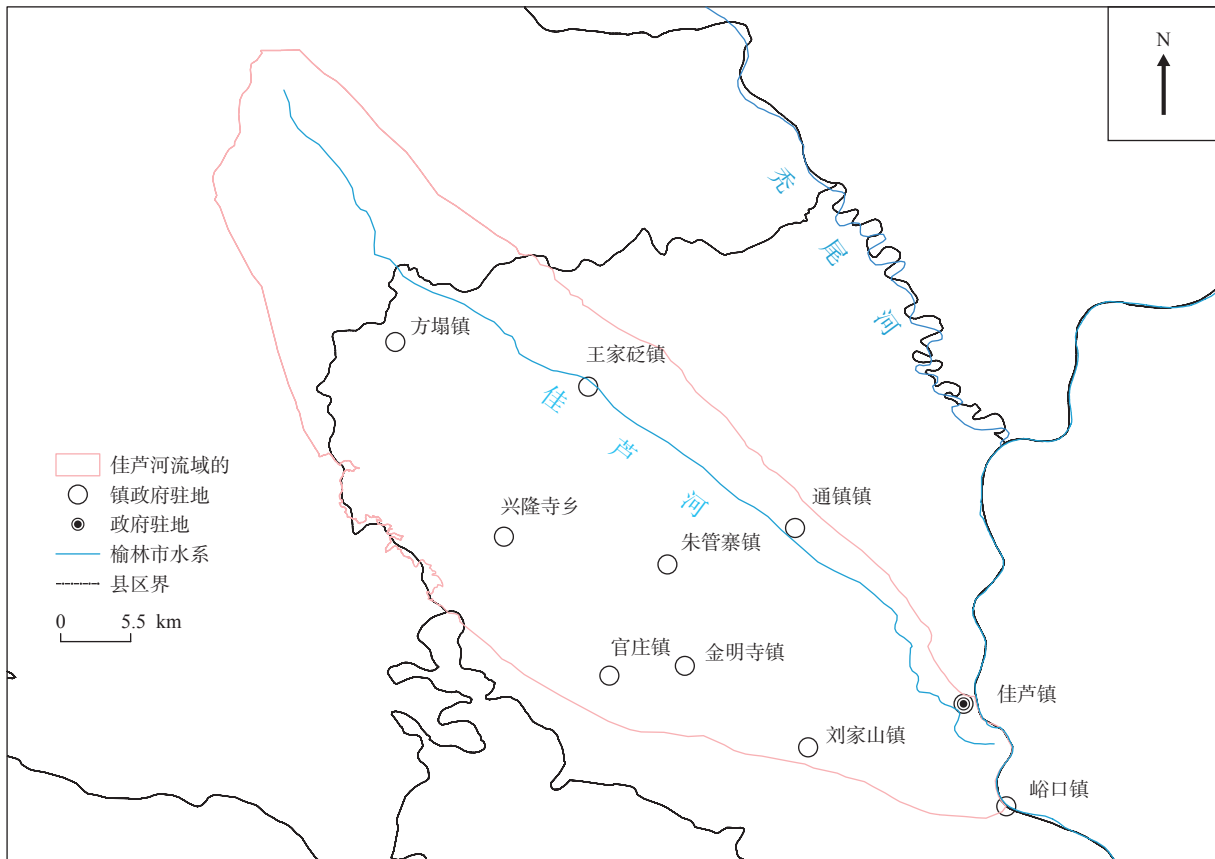 N
秃尾河
方塌镇
王家砭镇
佳芦河
佳芦河流域的
镇政府驻地
政府驻地
榆林市水系
县区界
0 5.5 km
兴隆寺乡
通镇镇
朱管寨镇
官庄镇
金明寺镇
佳芦镇
刘家山镇
峪口镇